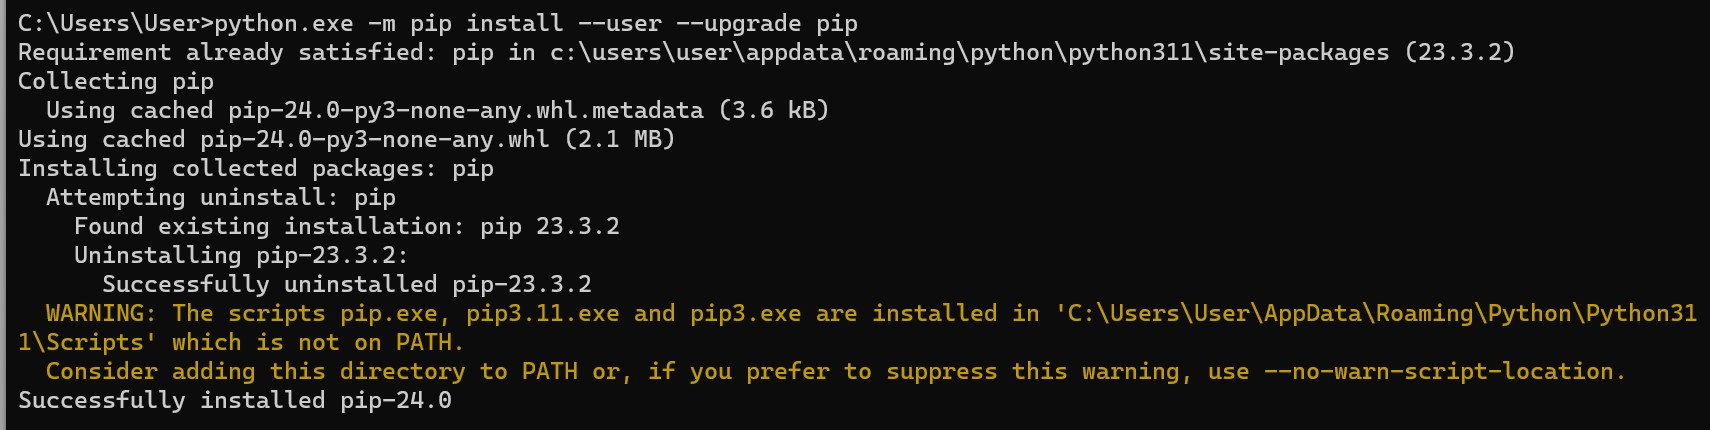 C:\Users\User>python.exe -m pip install --user --upgrade pip
Requirement already satisfied: pip in c:\users\user\appdata\roaming\python\python311\site-packages (23.3.2)
Collecting pip
  Using cached pip-24.0-py3-none-any.whl.metadata (3.6 kB)
Using cached pip-24.0-py3-none-any.whl (2.1 MB)
Installing collected packages: pip
  Attempting uninstall: pip
    Found existing installation: pip 23.3.2
    Uninstalling pip-23.3.2:
      Successfully uninstalled pip-23.3.2
  WARNING: The scripts pip.exe, pip3.11.exe and pip3.exe are installed in 'C:\Users\User\AppData\Roaming\Python\Python31
1\Scripts' which is not on PATH.
  Consider adding this directory to PATH or, if you prefer to suppress this warning, use --no-warn-script-location.
Successfully installed pip-24.0